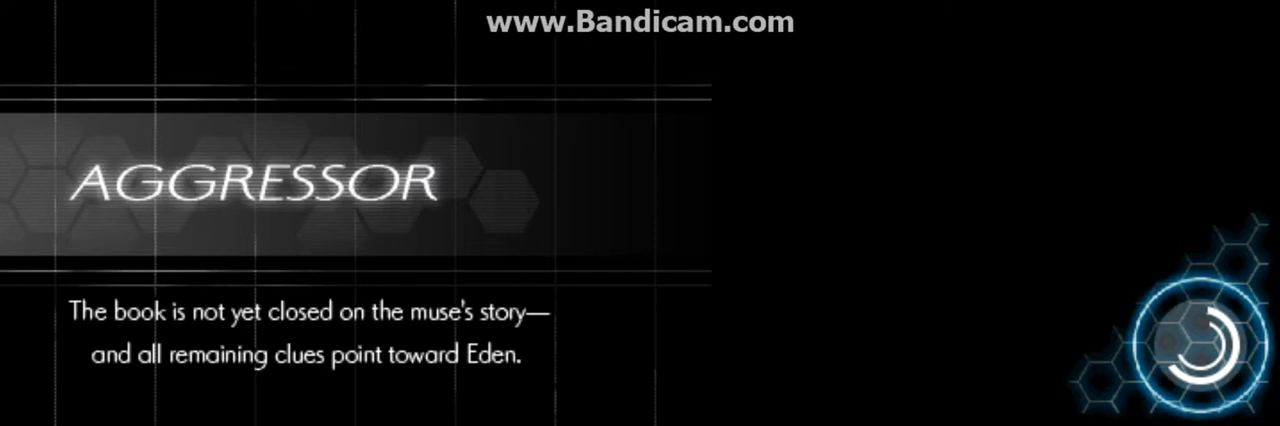 www.Bandicam.com
AGGRESSOR
The book is not yet closed on the muse's story—
and all remaining clues point toward Eden.